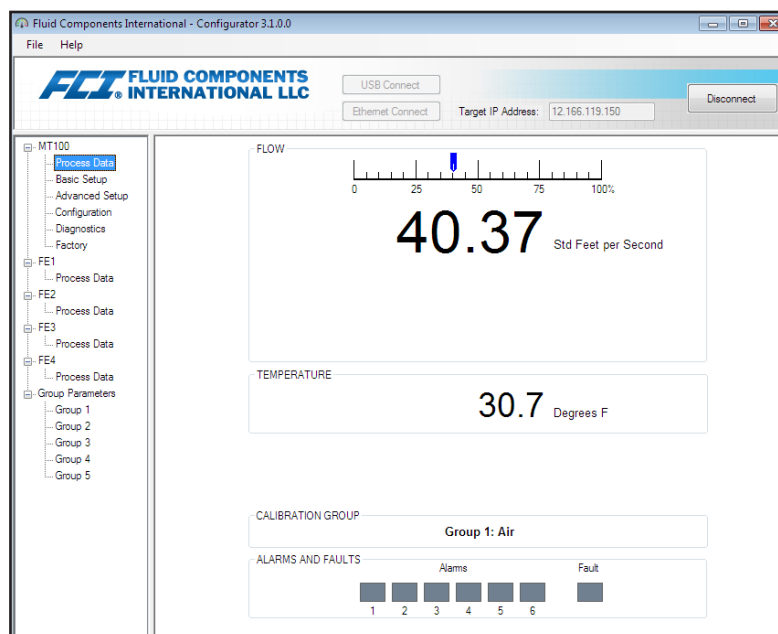 Fluid Components International - Configurator 3.1.0.0
File Help
FCI® FLUID COMPONENTS
INTERNATIONAL LLC
USB Connect
Ethernet Connect
Target IP Address: 12.166.119.150
Disconnect
MT100
Process Data
Basic Setup
Advanced Setup
Configuration
Diagnostics
Factory
FE1
Process Data
FE2
Process Data
FE3
Process Data
FE4
Process Data
Group Parameters
Group 1
Group 2
Group 3
Group 4
Group 5
FLOW
0 25 50 75 100%
40.37 Std Feet per Second
TEMPERATURE
30.7 Degrees F
CALIBRATION GROUP
Group 1: Air
ALARMS AND FAULTS
Alarms Fault
1 2 3 4 5 6